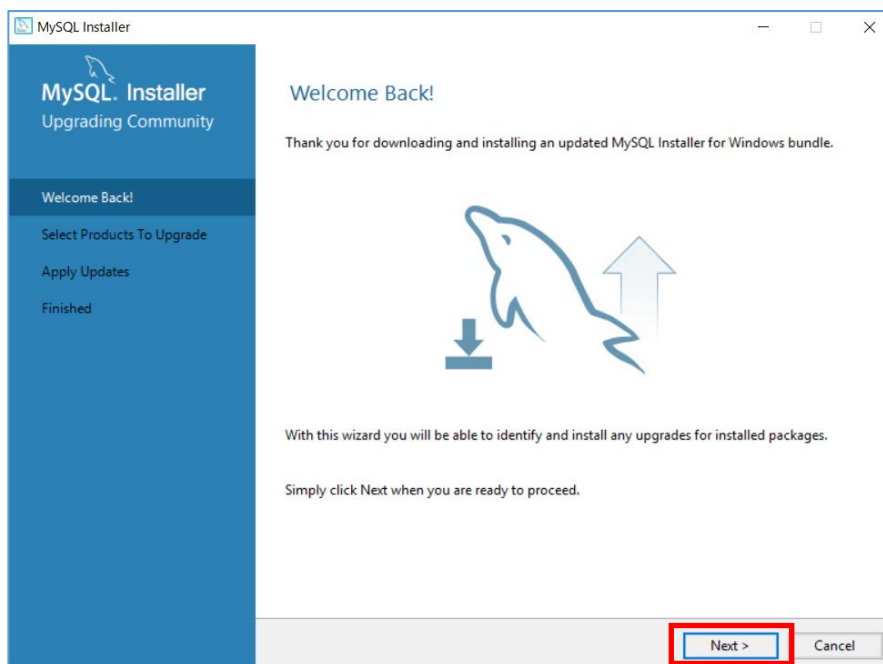 MySQL Installer
MySQL. Installer
Upgrading Community
Welcome Back!
Select Products To Upgrade
Apply Updates
Finished
Welcome Back!
Thank you for downloading and installing an updated MySQL Installer for Windows bundle.
With this wizard you will be able to identify and install any upgrades for installed packages.
Simply click Next when you are ready to proceed.
Next >
Cancel